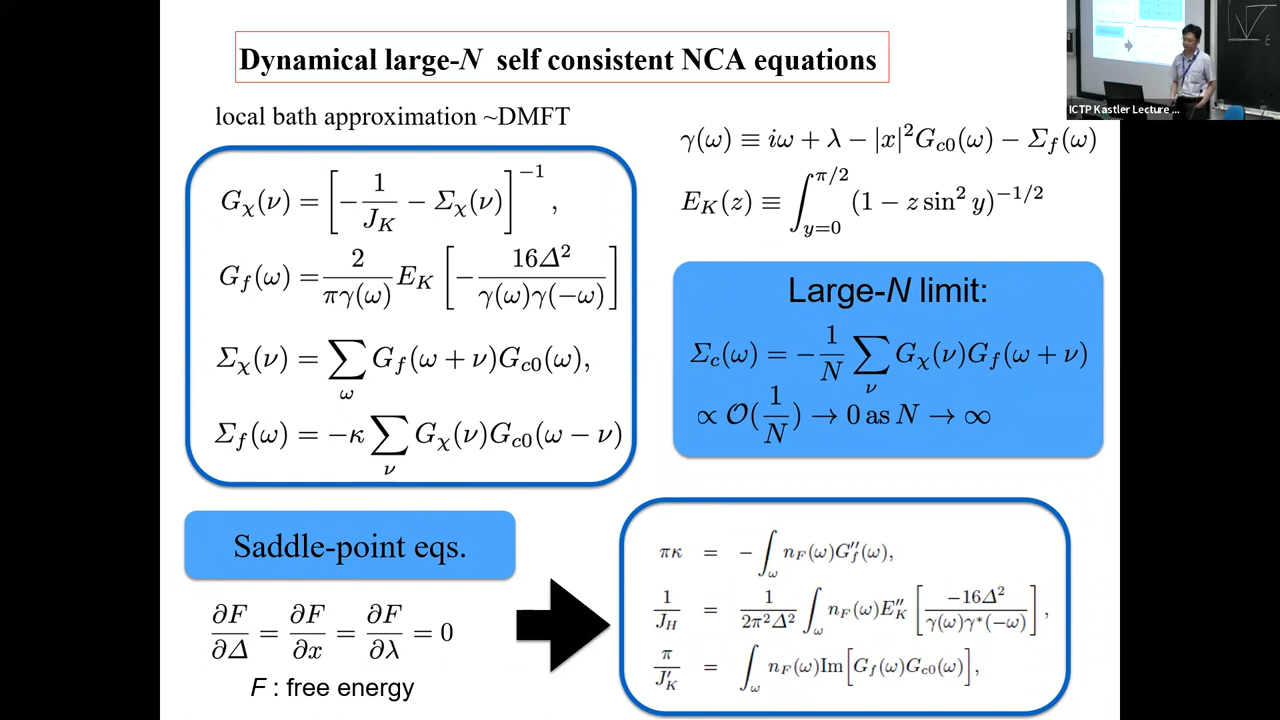 Dynamical large-N self consistent NCA equations
local bath approximation ~DMFT
G_χ(ν) = [ −1/J_K − Σ_χ(ν) ]^{−1} ,
G_f(ω) = 2/(πγ(ω)) E_K [ −16Δ²/(γ(ω)γ(−ω)) ]
Σ_χ(ν) = ∑_ω G_f(ω + ν)G_{c0}(ω),
Σ_f(ω) = −κ ∑_ν G_χ(ν)G_{c0}(ω − ν)
γ(ω) ≡ iω + λ − |x|²G_{c0}(ω) − Σ_f(ω)
E_K(z) ≡ ∫_{y=0}^{π/2} (1 − z sin² y)^{−1/2}
Large-N limit:
Σ_c(ω) = −1/N ∑_ν G_χ(ν)G_f(ω + ν)
∝ 𝒪(1/N) → 0 as N → ∞
Saddle-point eqs.
∂F/∂Δ = ∂F/∂x = ∂F/∂λ = 0
F : free energy
πκ = − ∫_ω n_F(ω)G″_f(ω),
1/J_H = 1/(2π²Δ²) ∫_ω n_F(ω)E″_K [ −16Δ²/(γ(ω)γ*(−ω)) ] ,
π/J′_K = ∫_ω n_F(ω)Im[G_f(ω)G_{c0}(ω)],
ICTP Kastler Lecture ...